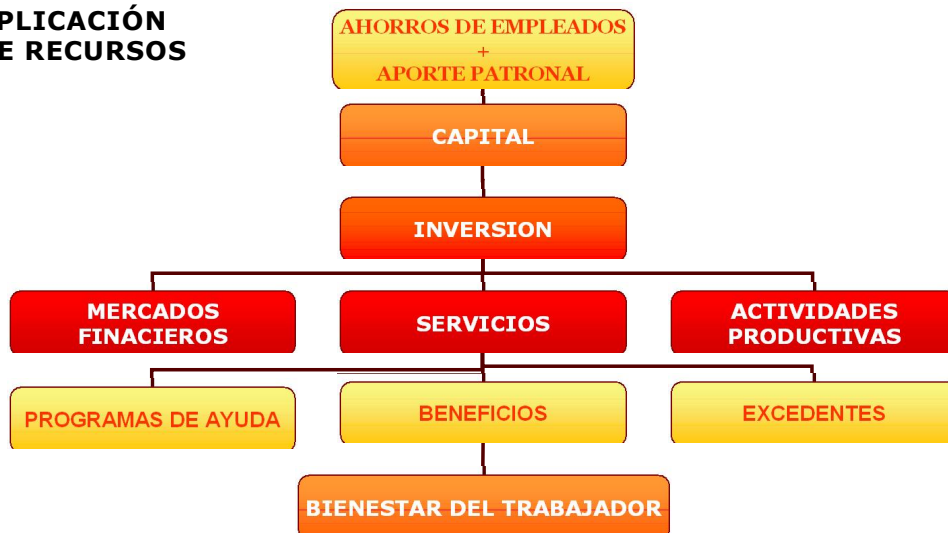 PLICACIÓN
E RECURSOS
AHORROS DE EMPLEADOS
+
APORTE PATRONAL
CAPITAL
INVERSION
MERCADOS
FINACIEROS
SERVICIOS
ACTIVIDADES
PRODUCTIVAS
PROGRAMAS DE AYUDA
BENEFICIOS
EXCEDENTES
BIENESTAR DEL TRABAJADOR